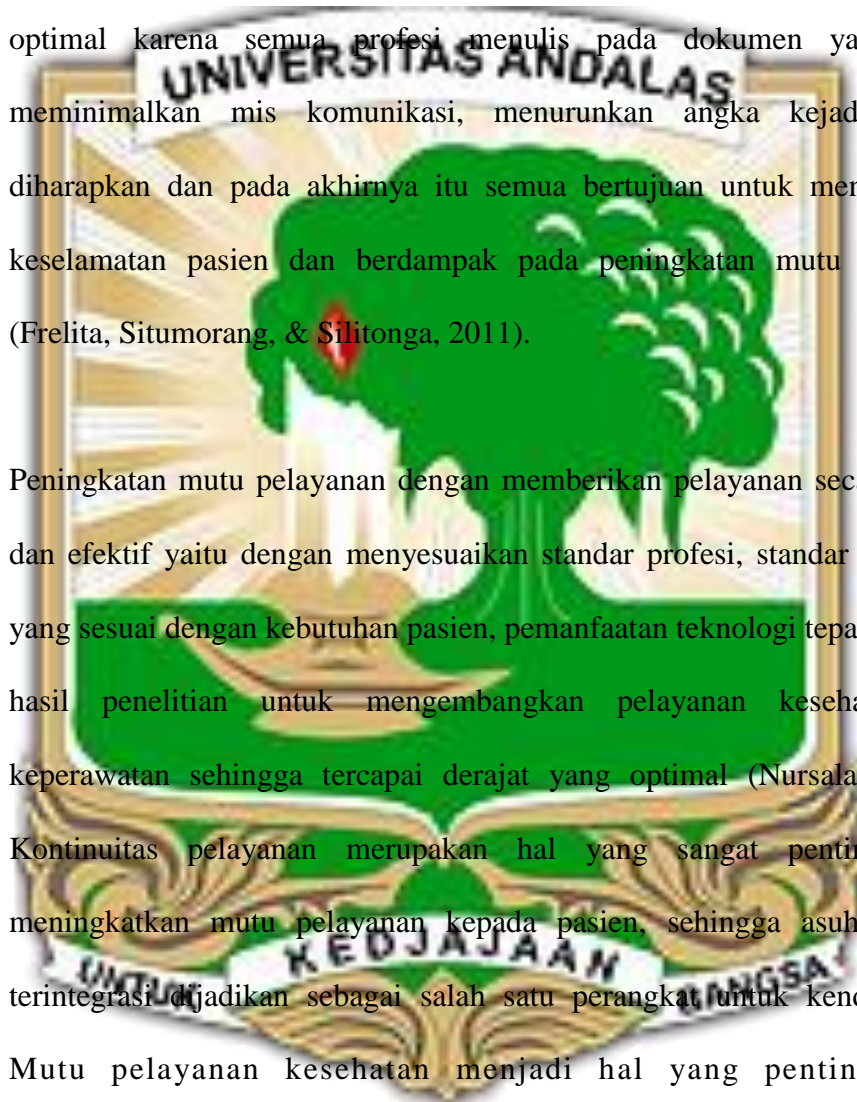 optimal karena semua profesi menulis pada dokumen ya
UNIVERSITAS ANDALAS
meminimalkan mis komunikasi, menurunkan angka kejad
diharapkan dan pada akhirnya itu semua bertujuan untuk men
keselamatan pasien dan berdampak pada peningkatan mutu
(Frelita, Situmorang, & Silitonga, 2011).
Peningkatan mutu pelayanan dengan memberikan pelayanan seca
dan efektif yaitu dengan menyesuaikan standar profesi, standar
yang sesuai dengan kebutuhan pasien, pemanfaatan teknologi tepa
hasil penelitian untuk mengembangkan pelayanan keseha
keperawatan sehingga tercapai derajat yang optimal (Nursala
Kontinuitas pelayanan merupakan hal yang sangat pentin
meningkatkan mutu pelayanan kepada pasien, sehingga asuh
UNTUK KEDJAJAAN BANGSA
terintegrasi dijadikan sebagai salah satu perangkat untuk kend
Mutu pelayanan kesehatan menjadi hal yang pentin